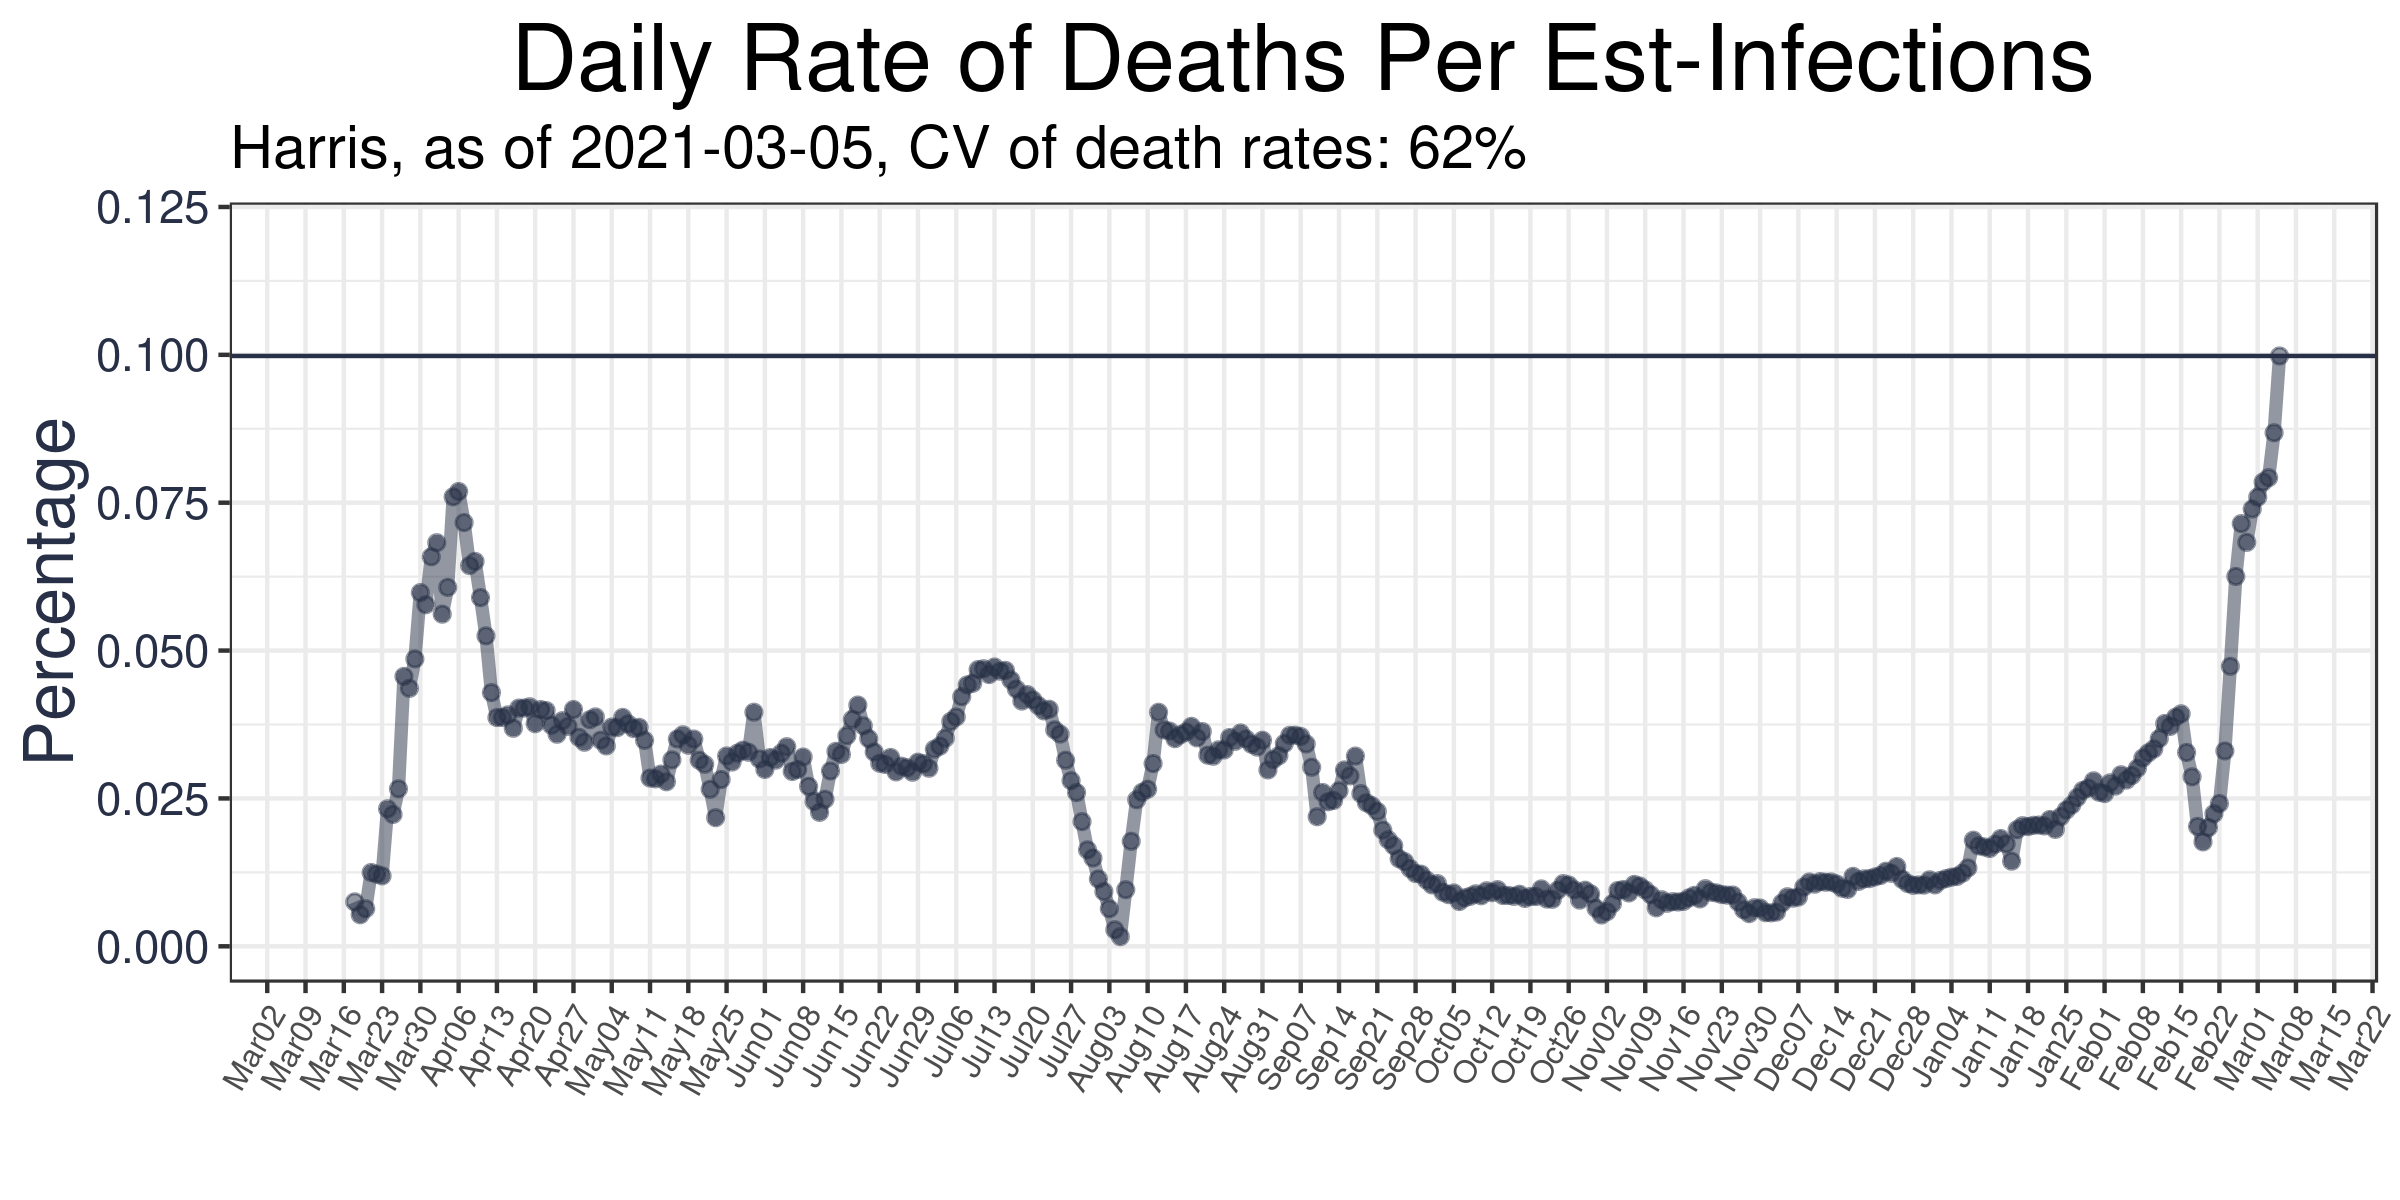 Daily Rate of Deaths Per Est-Infections
Harris, as of 2021-03-05, CV of death rates: 62%
Percentage
0.125
0.100
0.075
0.050
0.025
0.000
Mar02
Mar09
Mar16
Mar23
Mar30
Apr06
Apr13
Apr20
Apr27
May04
May11
May18
May25
Jun01
Jun08
Jun15
Jun22
Jun29
Jul06
Jul13
Jul20
Jul27
Aug03
Aug10
Aug17
Aug24
Aug31
Sep07
Sep14
Sep21
Sep28
Oct05
Oct12
Oct19
Oct26
Nov02
Nov09
Nov16
Nov23
Nov30
Dec07
Dec14
Dec21
Dec28
Jan04
Jan11
Jan18
Jan25
Feb01
Feb08
Feb15
Feb22
Mar01
Mar08
Mar15
Mar22